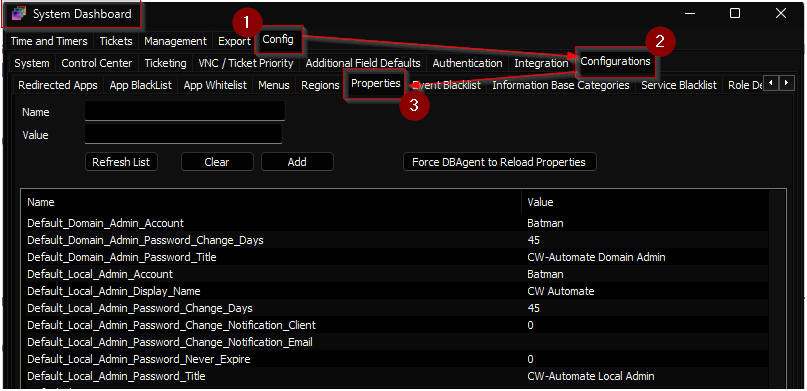 System Dashboard
1
2
Time and Timers Tickets Management Export Config
System Control Center Ticketing VNC / Ticket Priority Additional Field Defaults Authentication Integration Configurations
Redirected Apps App BlackList App Whitelist Menus Regions Properties Event Blacklist Information Base Categories Service Blacklist Role De
3
Name
Value
Refresh List Clear Add Force DBAgent to Reload Properties
Name Value
Default_Domain_Admin_Account Batman
Default_Domain_Admin_Password_Change_Days 45
Default_Domain_Admin_Password_Title CW-Automate Domain Admin
Default_Local_Admin_Account Batman
Default_Local_Admin_Display_Name CW Automate
Default_Local_Admin_Password_Change_Days 45
Default_Local_Admin_Password_Change_Notification_Client 0
Default_Local_Admin_Password_Change_Notification_Email
Default_Local_Admin_Password_Never_Expire 0
Default_Local_Admin_Password_Title CW-Automate Local Admin